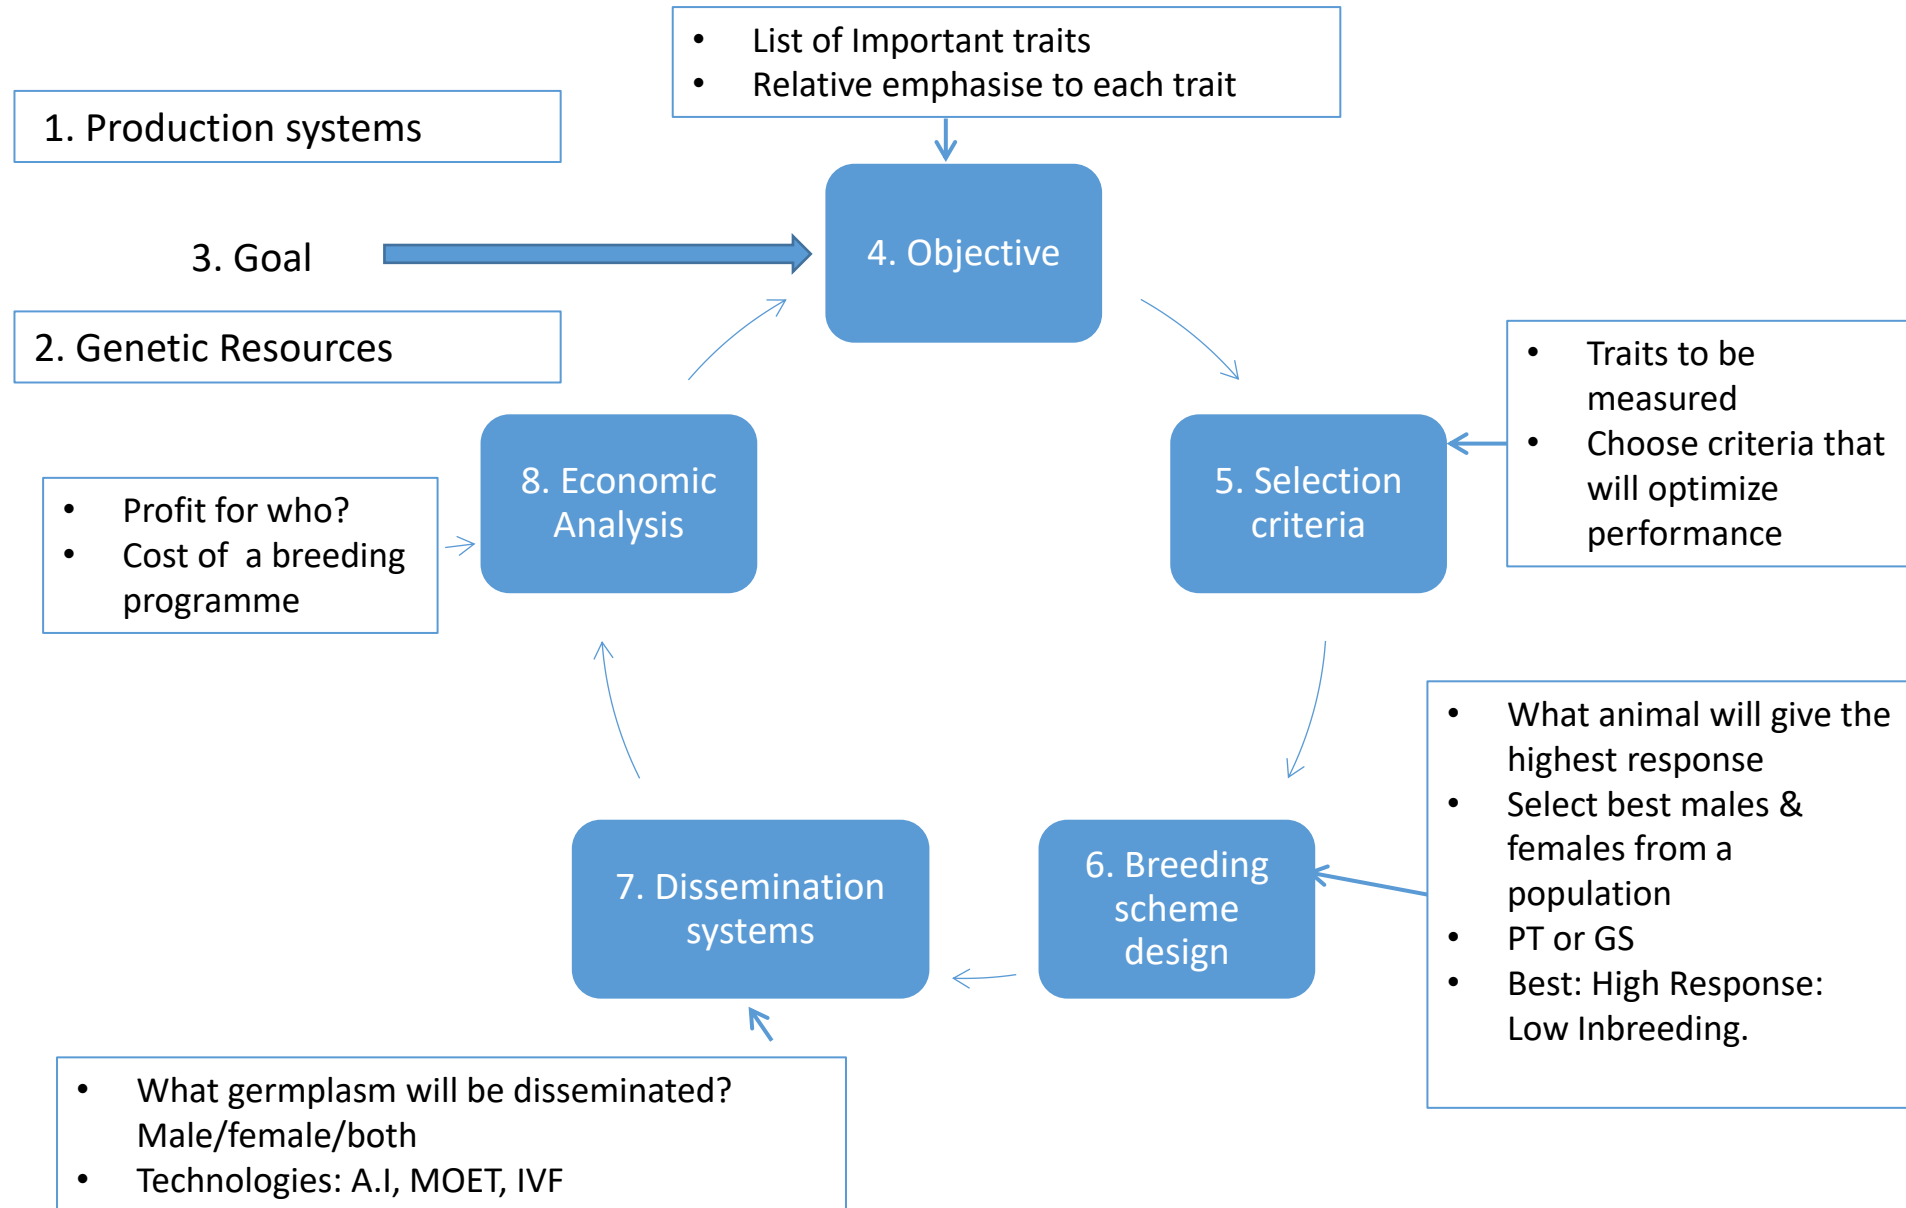 • List of Important traits
• Relative emphasise to each trait
1. Production systems
3. Goal
4. Objective
2. Genetic Resources
• Traits to be
measured
• Choose criteria that
will optimize
performance
8. Economic
Analysis
5. Selection
criteria
• Profit for who?
• Cost of a breeding
programme
• What animal will give the
highest response
• Select best males &
females from a
population
• PT or GS
• Best: High Response:
Low Inbreeding.
7. Dissemination
systems
6. Breeding
scheme
design
• What germplasm will be disseminated?
Male/female/both
• Technologies: A.I, MOET, IVF